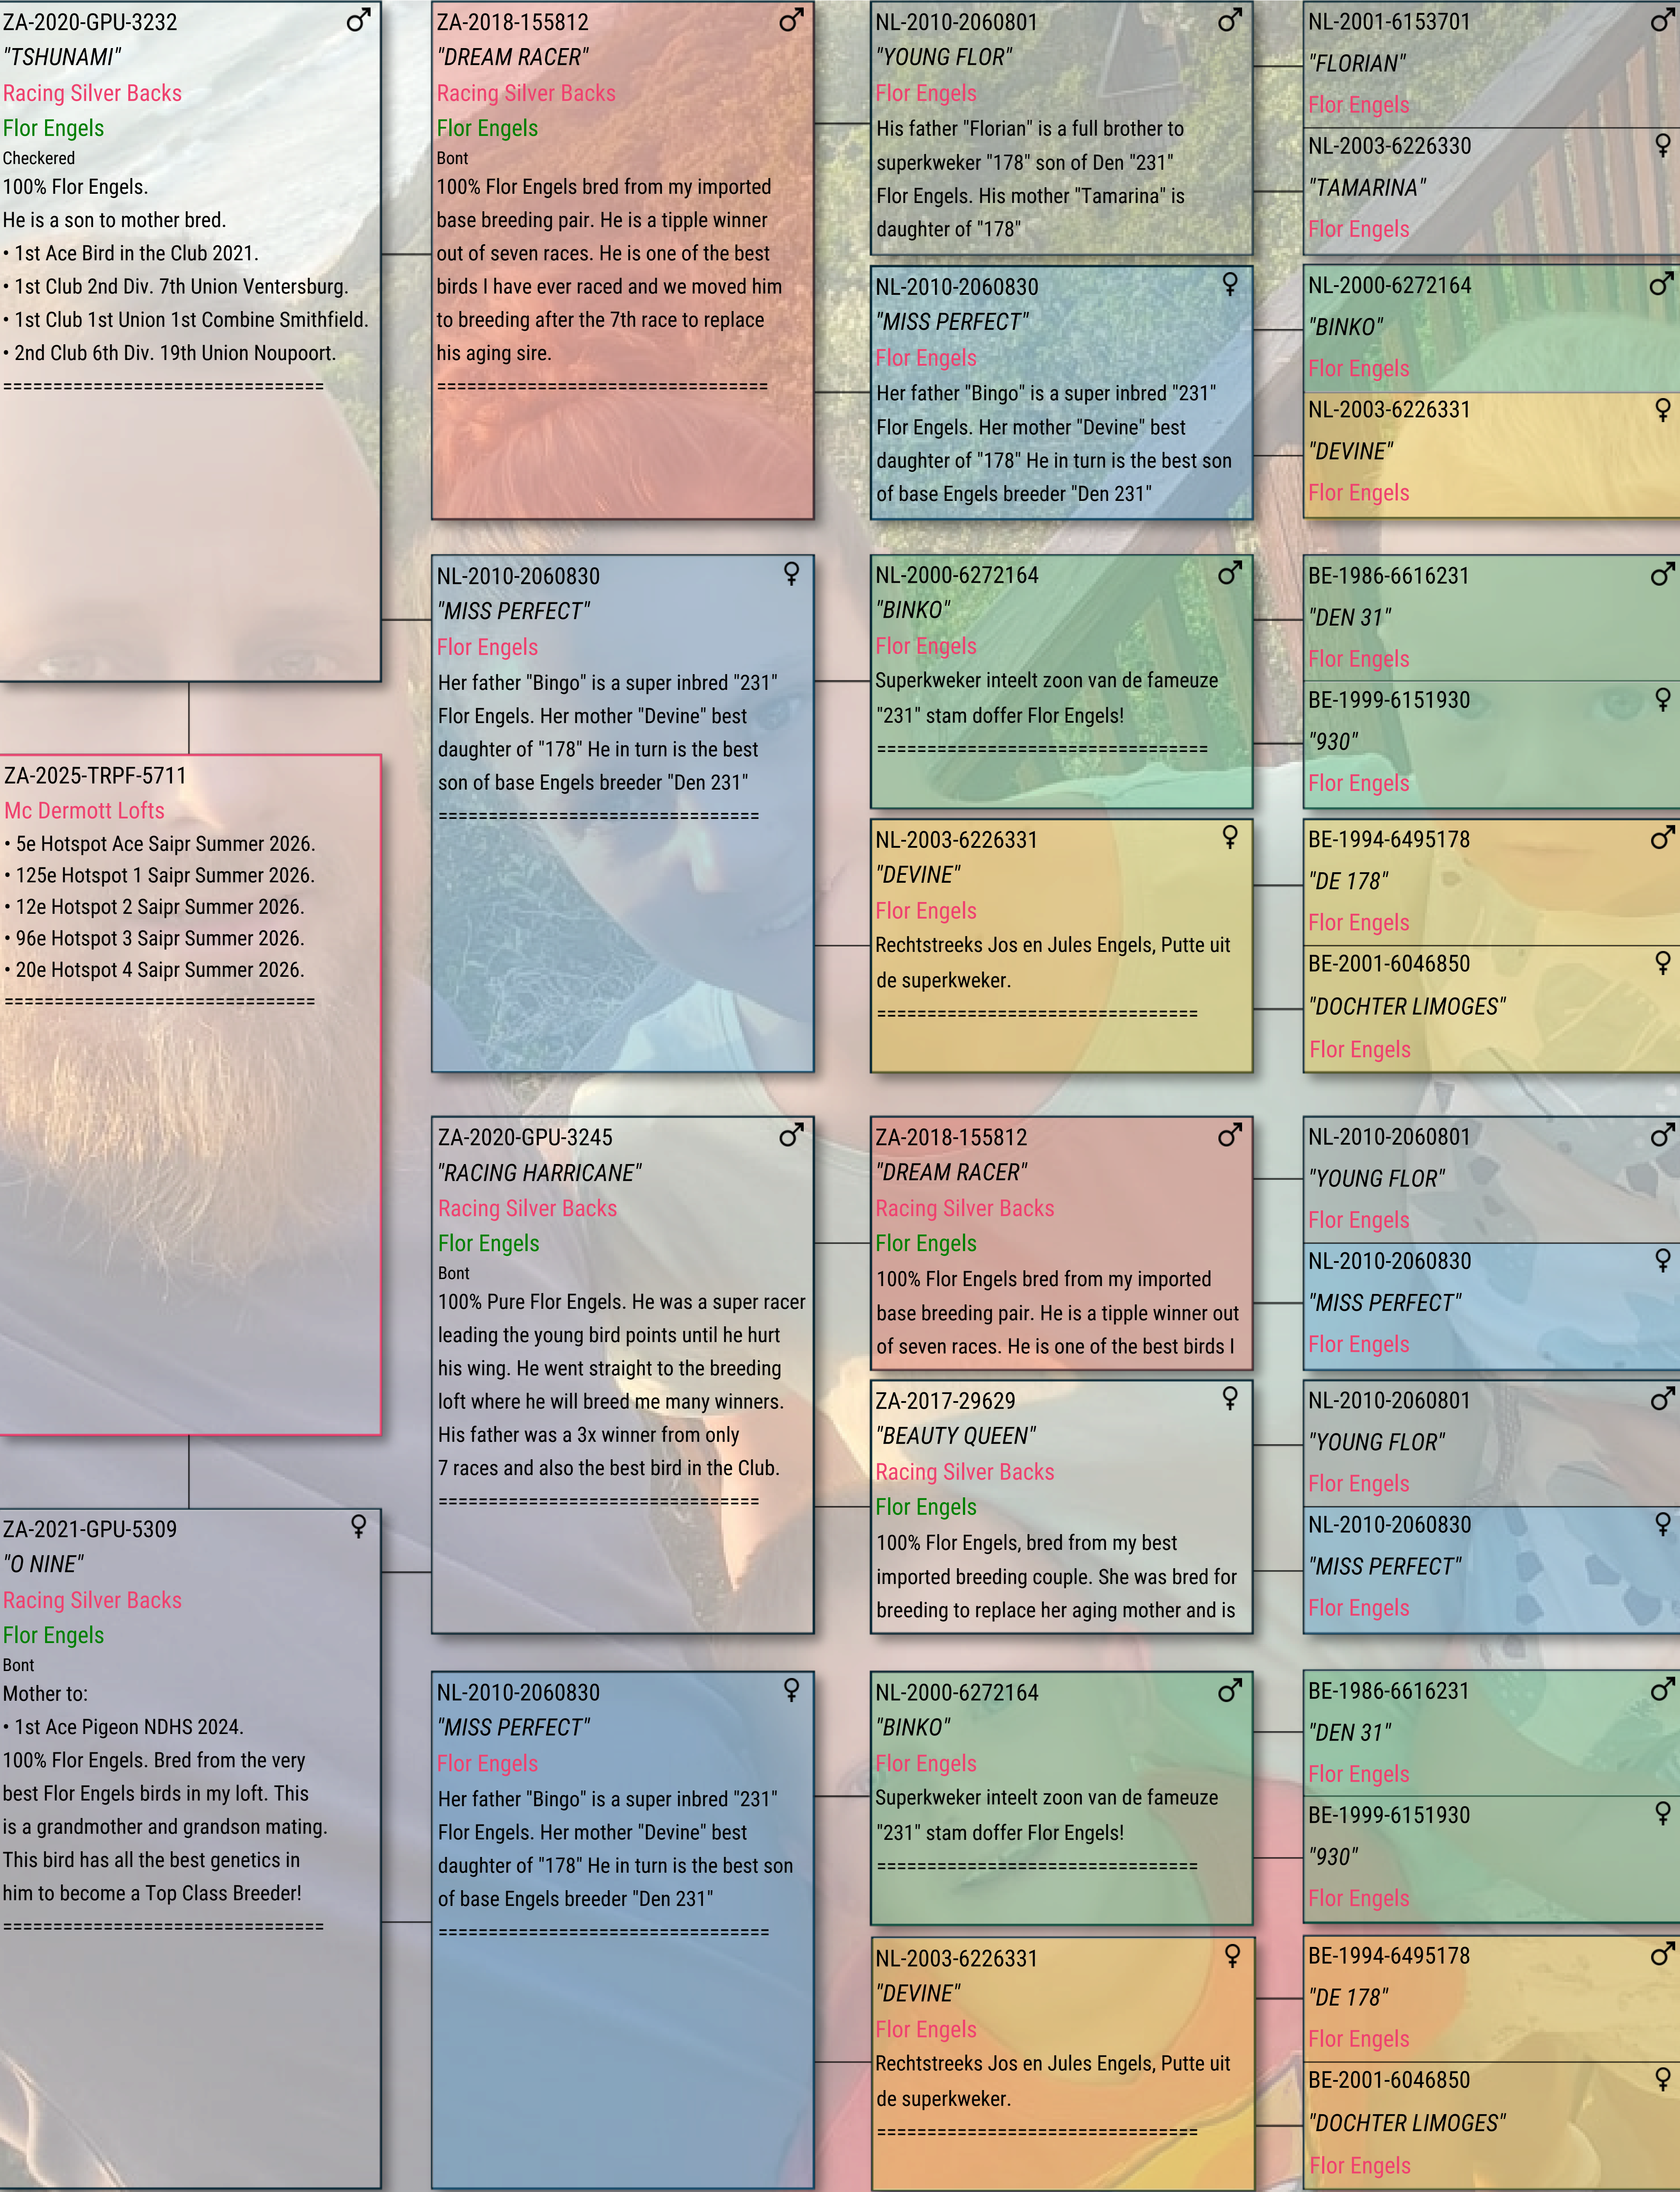 ZA-2020-GPU-3232 ♂
"TSHUNAMI"
Racing Silver Backs
Flor Engels
Checkered
100% Flor Engels.
He is a son to mother bred.
• 1st Ace Bird in the Club 2021.
• 1st Club 2nd Div. 7th Union Ventersburg.
• 1st Club 1st Union 1st Combine Smithfield.
• 2nd Club 6th Div. 19th Union Noupoort.
================================
ZA-2025-TRPF-5711
Mc Dermott Lofts
• 5e Hotspot Ace Saipr Summer 2026.
• 125e Hotspot 1 Saipr Summer 2026.
• 12e Hotspot 2 Saipr Summer 2026.
• 96e Hotspot 3 Saipr Summer 2026.
• 20e Hotspot 4 Saipr Summer 2026.
===============================
ZA-2021-GPU-5309 ♀
"O NINE"
Racing Silver Backs
Flor Engels
Bont
Mother to:
• 1st Ace Pigeon NDHS 2024.
100% Flor Engels. Bred from the very
best Flor Engels birds in my loft. This
is a grandmother and grandson mating.
This bird has all the best genetics in
him to become a Top Class Breeder!
================================
ZA-2018-155812 ♂
"DREAM RACER"
Racing Silver Backs
Flor Engels
Bont
100% Flor Engels bred from my imported
base breeding pair. He is a tipple winner
out of seven races. He is one of the best
birds I have ever raced and we moved him
to breeding after the 7th race to replace
his aging sire.
=================================
NL-2010-2060830 ♀
"MISS PERFECT"
Flor Engels
Her father "Bingo" is a super inbred "231"
Flor Engels. Her mother "Devine" best
daughter of "178" He in turn is the best
son of base Engels breeder "Den 231"
================================
ZA-2020-GPU-3245 ♂
"RACING HARRICANE"
Racing Silver Backs
Flor Engels
Bont
100% Pure Flor Engels. He was a super racer
leading the young bird points until he hurt
his wing. He went straight to the breeding
loft where he will breed me many winners.
His father was a 3x winner from only
7 races and also the best bird in the Club.
================================
NL-2010-2060830 ♀
"MISS PERFECT"
Flor Engels
Her father "Bingo" is a super inbred "231"
Flor Engels. Her mother "Devine" best
daughter of "178" He in turn is the best son
of base Engels breeder "Den 231"
=================================
NL-2010-2060801 ♂
"YOUNG FLOR"
Flor Engels
His father "Florian" is a full brother to
superkweker "178" son of Den "231"
Flor Engels. His mother "Tamarina" is
daughter of "178"
NL-2010-2060830 ♀
"MISS PERFECT"
Flor Engels
Her father "Bingo" is a super inbred "231"
Flor Engels. Her mother "Devine" best
daughter of "178" He in turn is the best son
of base Engels breeder "Den 231"
NL-2000-6272164 ♂
"BINKO"
Flor Engels
Superkweker inteelt zoon van de fameuze
"231" stam doffer Flor Engels!
=================================
NL-2003-6226331 ♀
"DEVINE"
Flor Engels
Rechtstreeks Jos en Jules Engels, Putte uit
de superkweker.
================================
ZA-2018-155812 ♂
"DREAM RACER"
Racing Silver Backs
Flor Engels
100% Flor Engels bred from my imported
base breeding pair. He is a tipple winner out
of seven races. He is one of the best birds I
ZA-2017-29629 ♀
"BEAUTY QUEEN"
Racing Silver Backs
Flor Engels
100% Flor Engels, bred from my best
imported breeding couple. She was bred for
breeding to replace her aging mother and is
NL-2000-6272164 ♂
"BINKO"
Flor Engels
Superkweker inteelt zoon van de fameuze
"231" stam doffer Flor Engels!
================================
NL-2003-6226331 ♀
"DEVINE"
Flor Engels
Rechtstreeks Jos en Jules Engels, Putte uit
de superkweker.
================================
NL-2001-6153701 ♂
"FLORIAN"
Flor Engels
NL-2003-6226330 ♀
"TAMARINA"
Flor Engels
NL-2000-6272164 ♂
"BINKO"
Flor Engels
NL-2003-6226331 ♀
"DEVINE"
Flor Engels
BE-1986-6616231 ♂
"DEN 31"
Flor Engels
BE-1999-6151930 ♀
"930"
Flor Engels
BE-1994-6495178 ♂
"DE 178"
Flor Engels
BE-2001-6046850 ♀
"DOCHTER LIMOGES"
Flor Engels
NL-2010-2060801 ♂
"YOUNG FLOR"
Flor Engels
NL-2010-2060830 ♀
"MISS PERFECT"
Flor Engels
NL-2010-2060801 ♂
"YOUNG FLOR"
Flor Engels
NL-2010-2060830 ♀
"MISS PERFECT"
Flor Engels
BE-1986-6616231 ♂
"DEN 31"
Flor Engels
BE-1999-6151930 ♀
"930"
Flor Engels
BE-1994-6495178 ♂
"DE 178"
Flor Engels
BE-2001-6046850 ♀
"DOCHTER LIMOGES"
Flor Engels